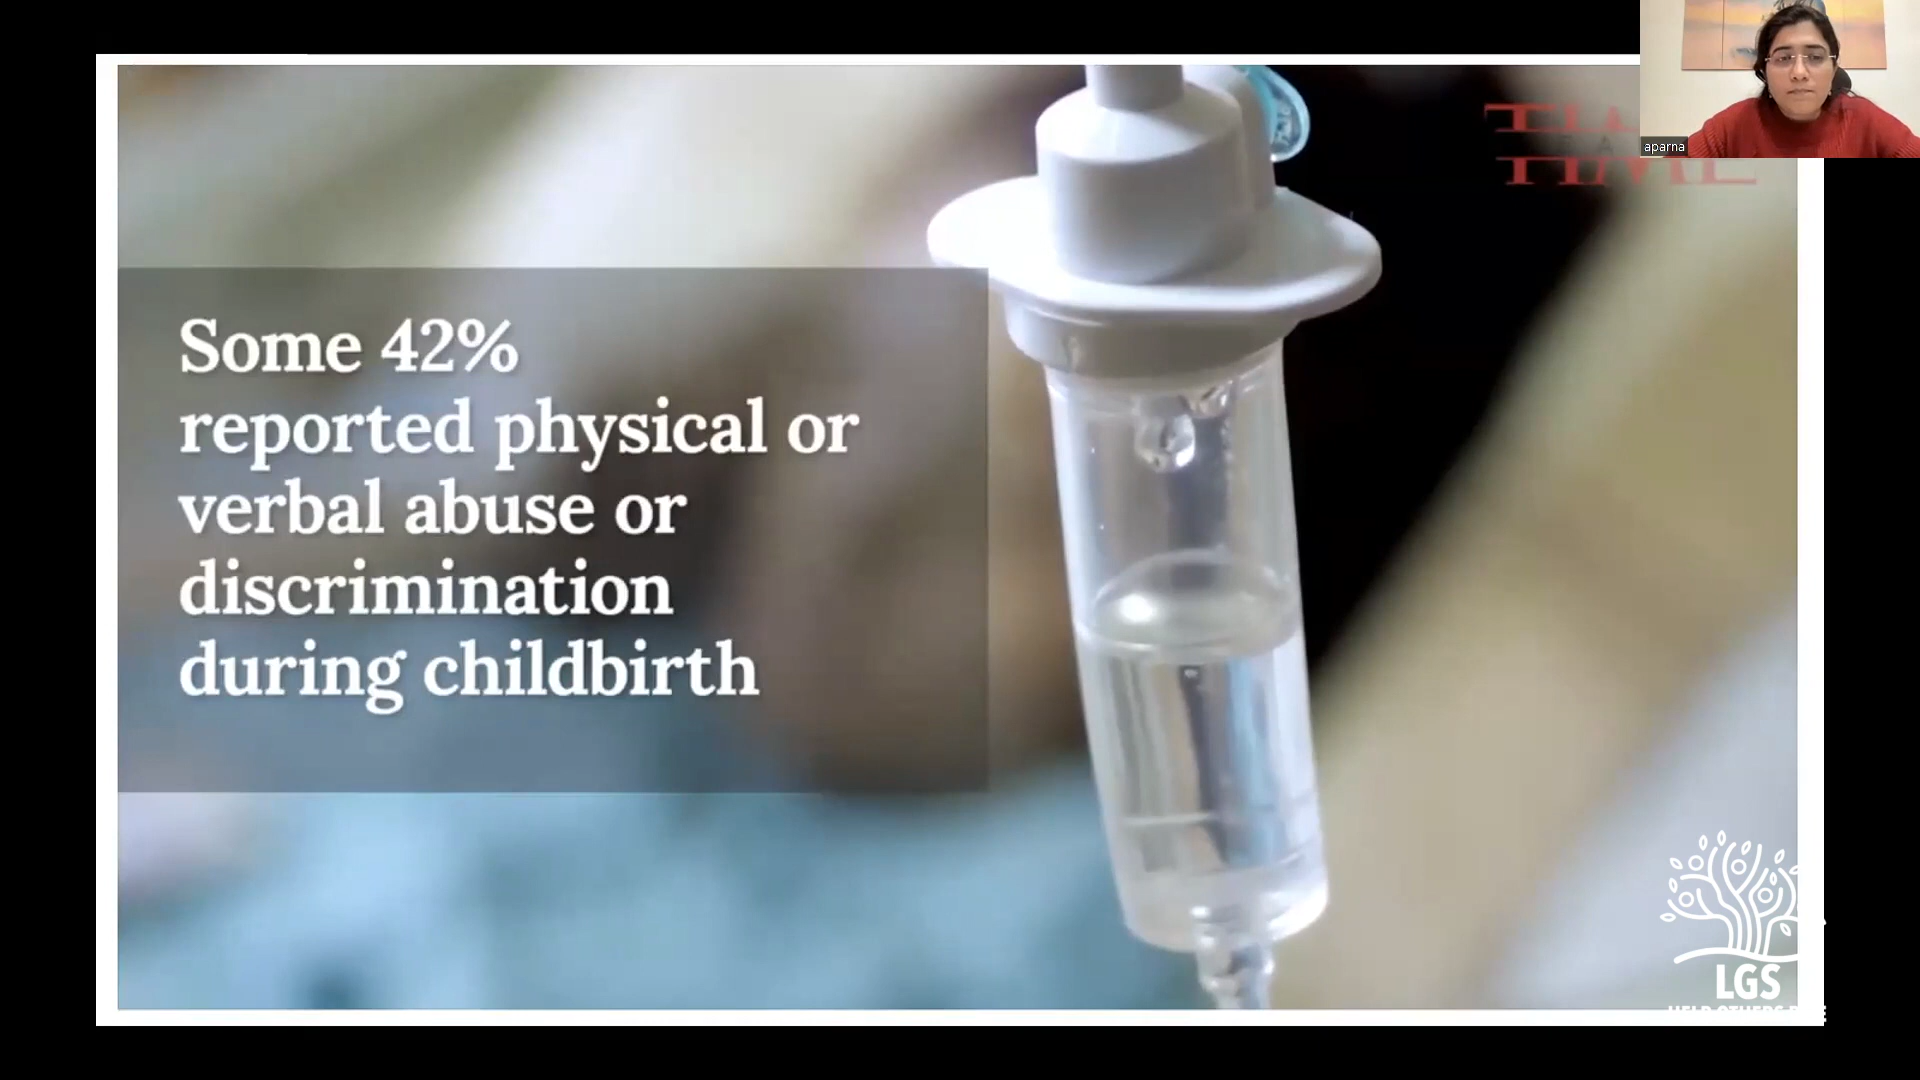 Some 42%
reported physical or
verbal abuse or
discrimination
during childbirth
aparna
LGS